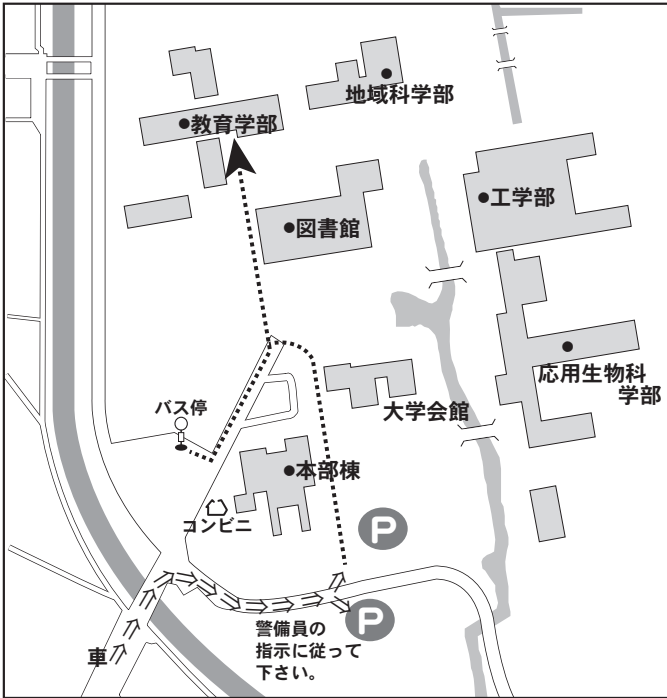 地域科学部
●教育学部
●工学部
●図書館
応用生物科
学部
バス停
大学会館
●本部棟
コンビニ
P
P
警備員の
指示に従って
下さい。
車